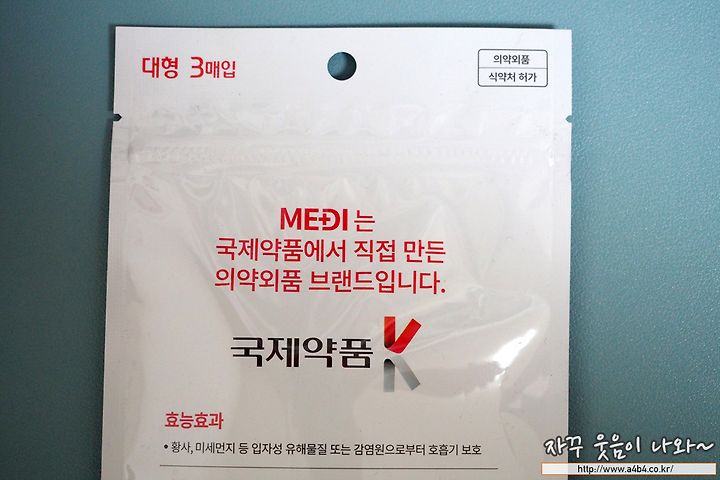 대형 3매입
의약외품
식약처 허가
MEDI는
국제약품에서 직접 만든
의약외품 브랜드입니다.
국제약품
효능효과
• 황사, 미세먼지 등 입자성 유해물질 또는 감염원으로부터 호흡기 보호
자꾸 웃음이 나와~
http://www.a4b4.co.kr/